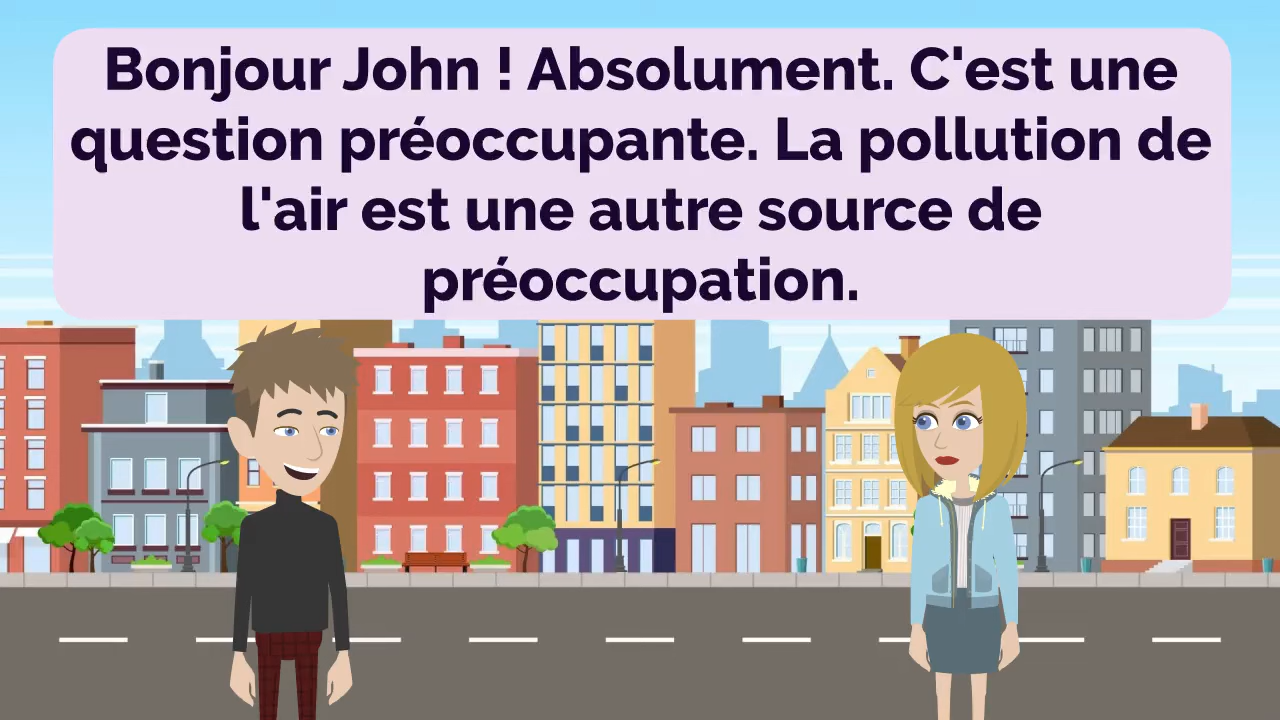 Bonjour John ! Absolument. C'est une
question préoccupante. La pollution de
l'air est une autre source de
préoccupation.